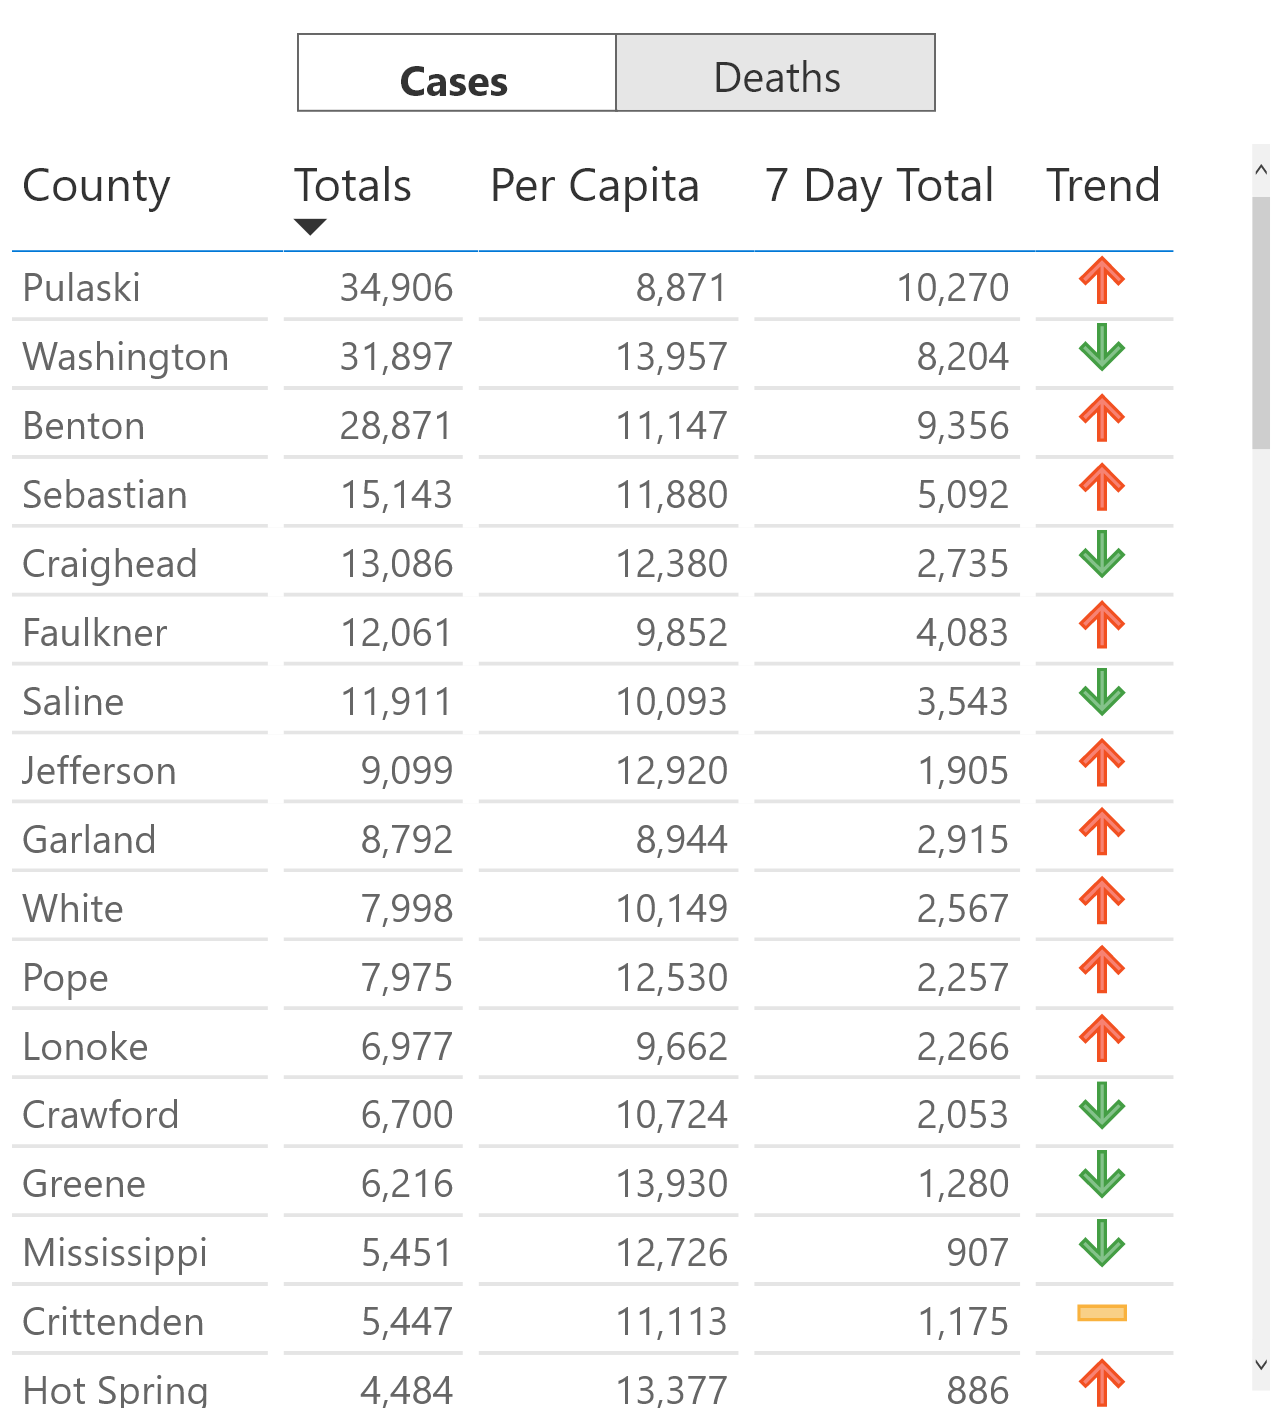 Cases Deaths
County Totals Per Capita 7 Day Total Trend
Pulaski 34,906 8,871 10,270
Washington 31,897 13,957 8,204
Benton 28,871 11,147 9,356
Sebastian 15,143 11,880 5,092
Craighead 13,086 12,380 2,735
Faulkner 12,061 9,852 4,083
Saline 11,911 10,093 3,543
Jefferson 9,099 12,920 1,905
Garland 8,792 8,944 2,915
White 7,998 10,149 2,567
Pope 7,975 12,530 2,257
Lonoke 6,977 9,662 2,266
Crawford 6,700 10,724 2,053
Greene 6,216 13,930 1,280
Mississippi 5,451 12,726 907
Crittenden 5,447 11,113 1,175
Hot Spring 4,484 13,377 886